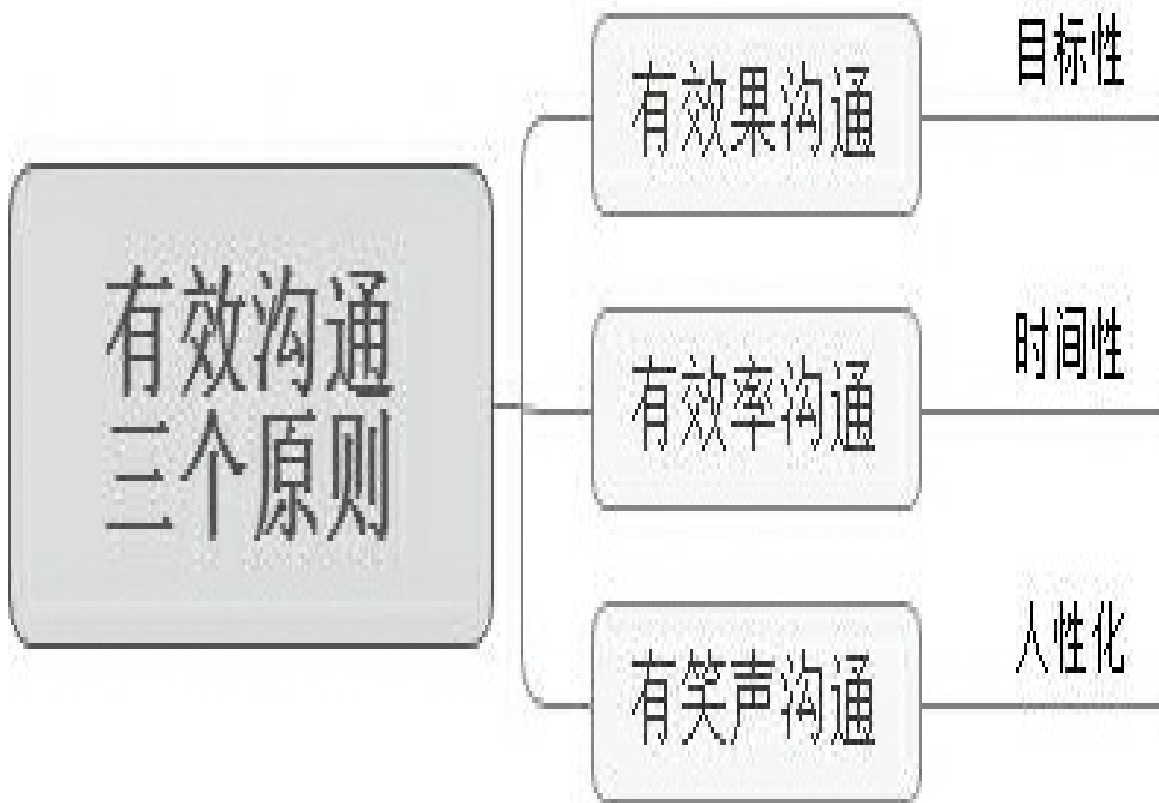 有效沟通
三个原则
有效果沟通
目标性
有效率沟通
时间性
有笑声沟通
人性化